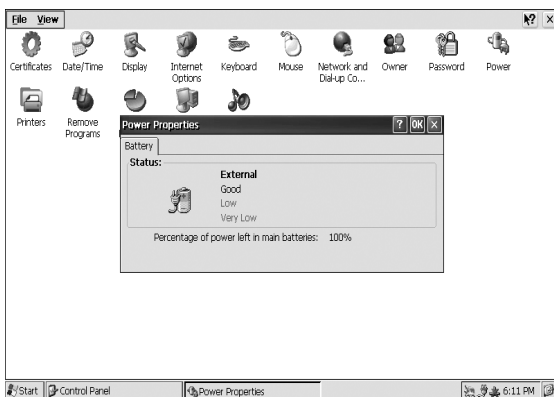 File View
?
×
Certificates
Date/Time
Display
Internet Options
Keyboard
Mouse
Network and Dial-up Co...
Owner
Password
Power
Printers
Remove Programs
Power Properties
? OK ×
Battery
Status:
External
Good
Low
Very Low
Percentage of power left in main batteries: 100%
Start
Control Panel
Power Properties
6:11 PM